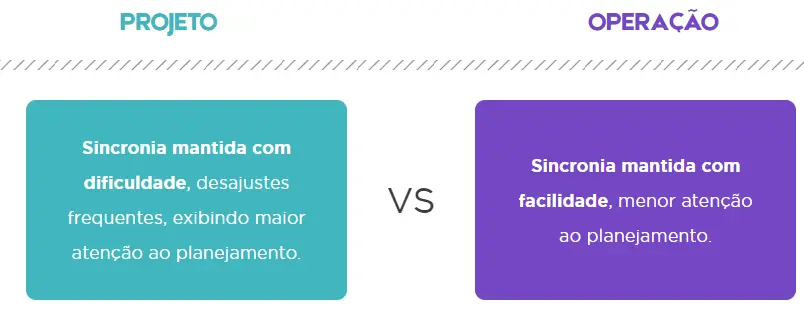 PROJETO
OPERAÇÃO
Sincronia mantida com
dificuldade, desajustes
frequentes, exibindo maior
atenção ao planejamento.
VS
Sincronia mantida com
facilidade, menor atenção
ao planejamento.